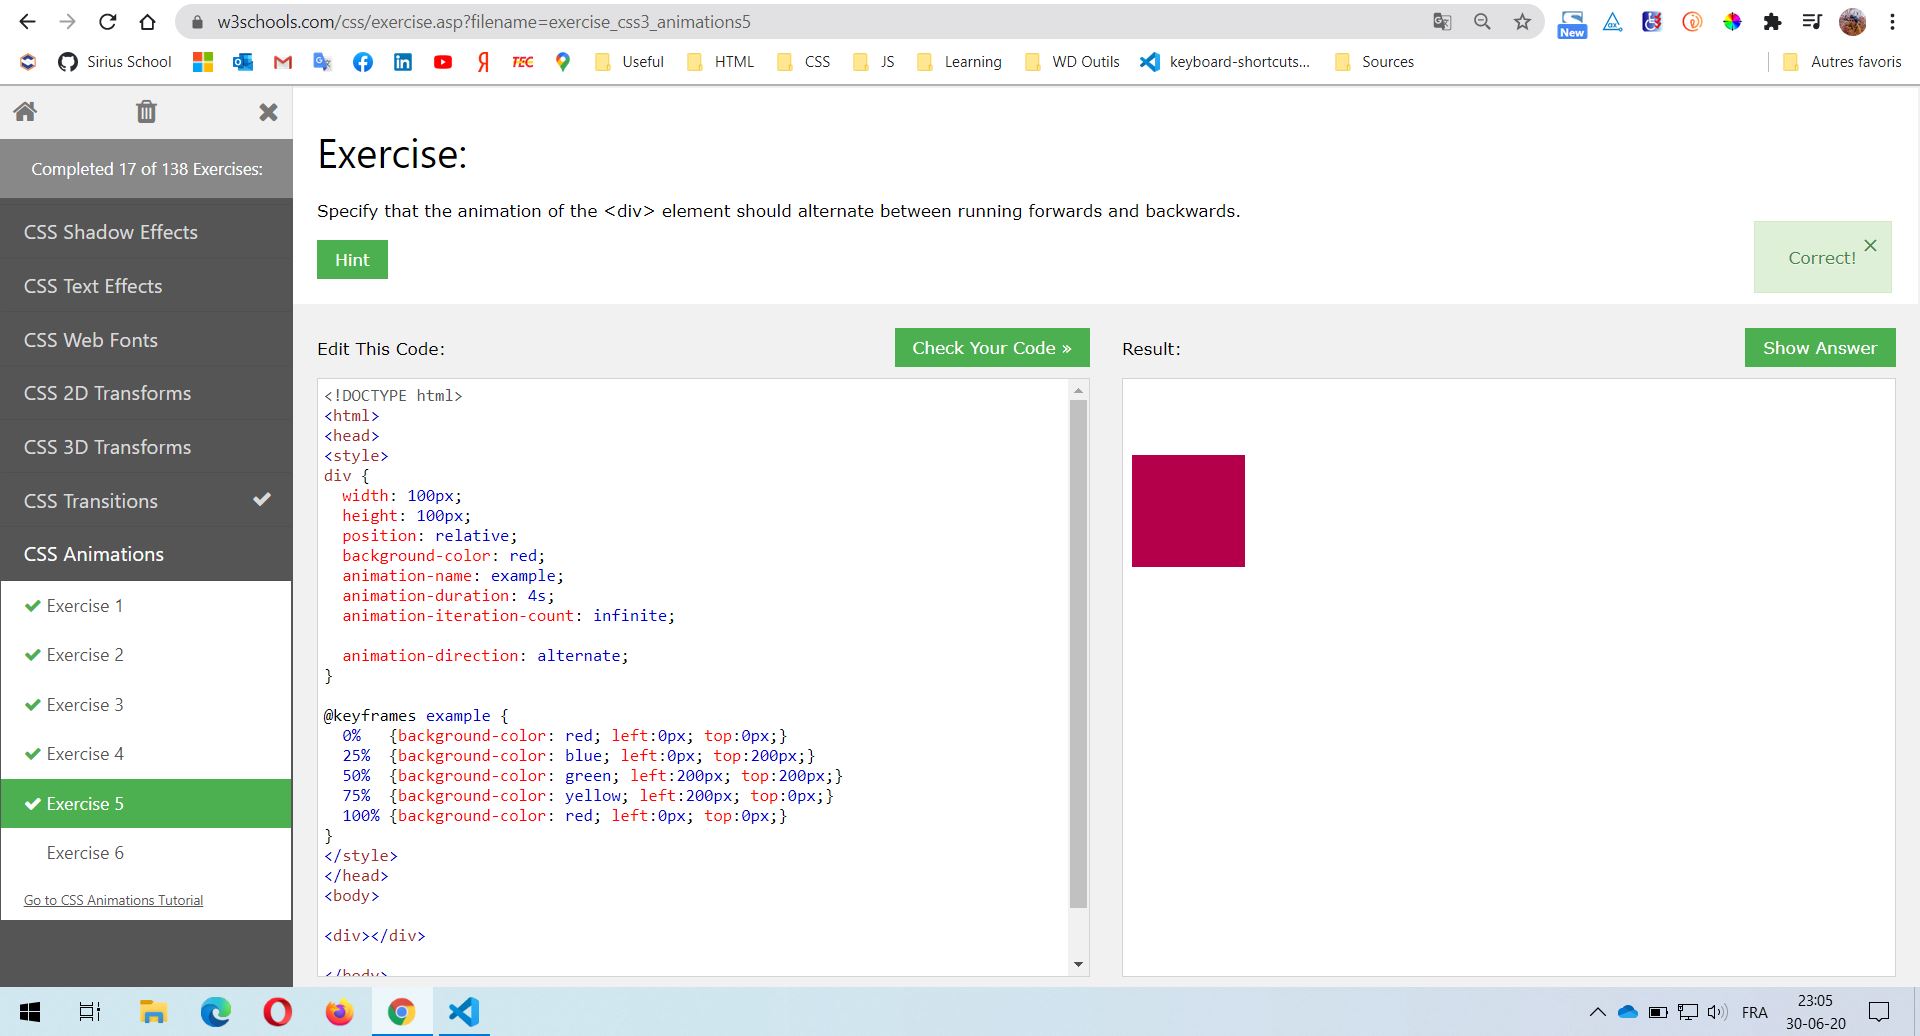 w3schools.com/css/exercise.asp?filename=exercise_css3_animations5
New
Sirius School
TEC
Useful
HTML
CSS
JS
Learning
WD Outils
keyboard-shortcuts...
Sources
Autres favoris
Completed 17 of 138 Exercises:
CSS Shadow Effects
CSS Text Effects
CSS Web Fonts
CSS 2D Transforms
CSS 3D Transforms
CSS Transitions
CSS Animations
Exercise 1
Exercise 2
Exercise 3
Exercise 4
Exercise 5
Exercise 6
Go to CSS Animations Tutorial
Exercise:
Specify that the animation of the <div> element should alternate between running forwards and backwards.
Hint
Correct!
Edit This Code:
Check Your Code »
<!DOCTYPE html>
<html>
<head>
<style>
div {
  width: 100px;
  height: 100px;
  position: relative;
  background-color: red;
  animation-name: example;
  animation-duration: 4s;
  animation-iteration-count: infinite;
  animation-direction: alternate;
}
@keyframes example {
  0%   {background-color: red; left:0px; top:0px;}
  25%  {background-color: blue; left:0px; top:200px;}
  50%  {background-color: green; left:200px; top:200px;}
  75%  {background-color: yellow; left:200px; top:0px;}
  100% {background-color: red; left:0px; top:0px;}
}
</style>
</head>
<body>
<div></div>
</body>
Result:
Show Answer
FRA
23:05
30-06-20